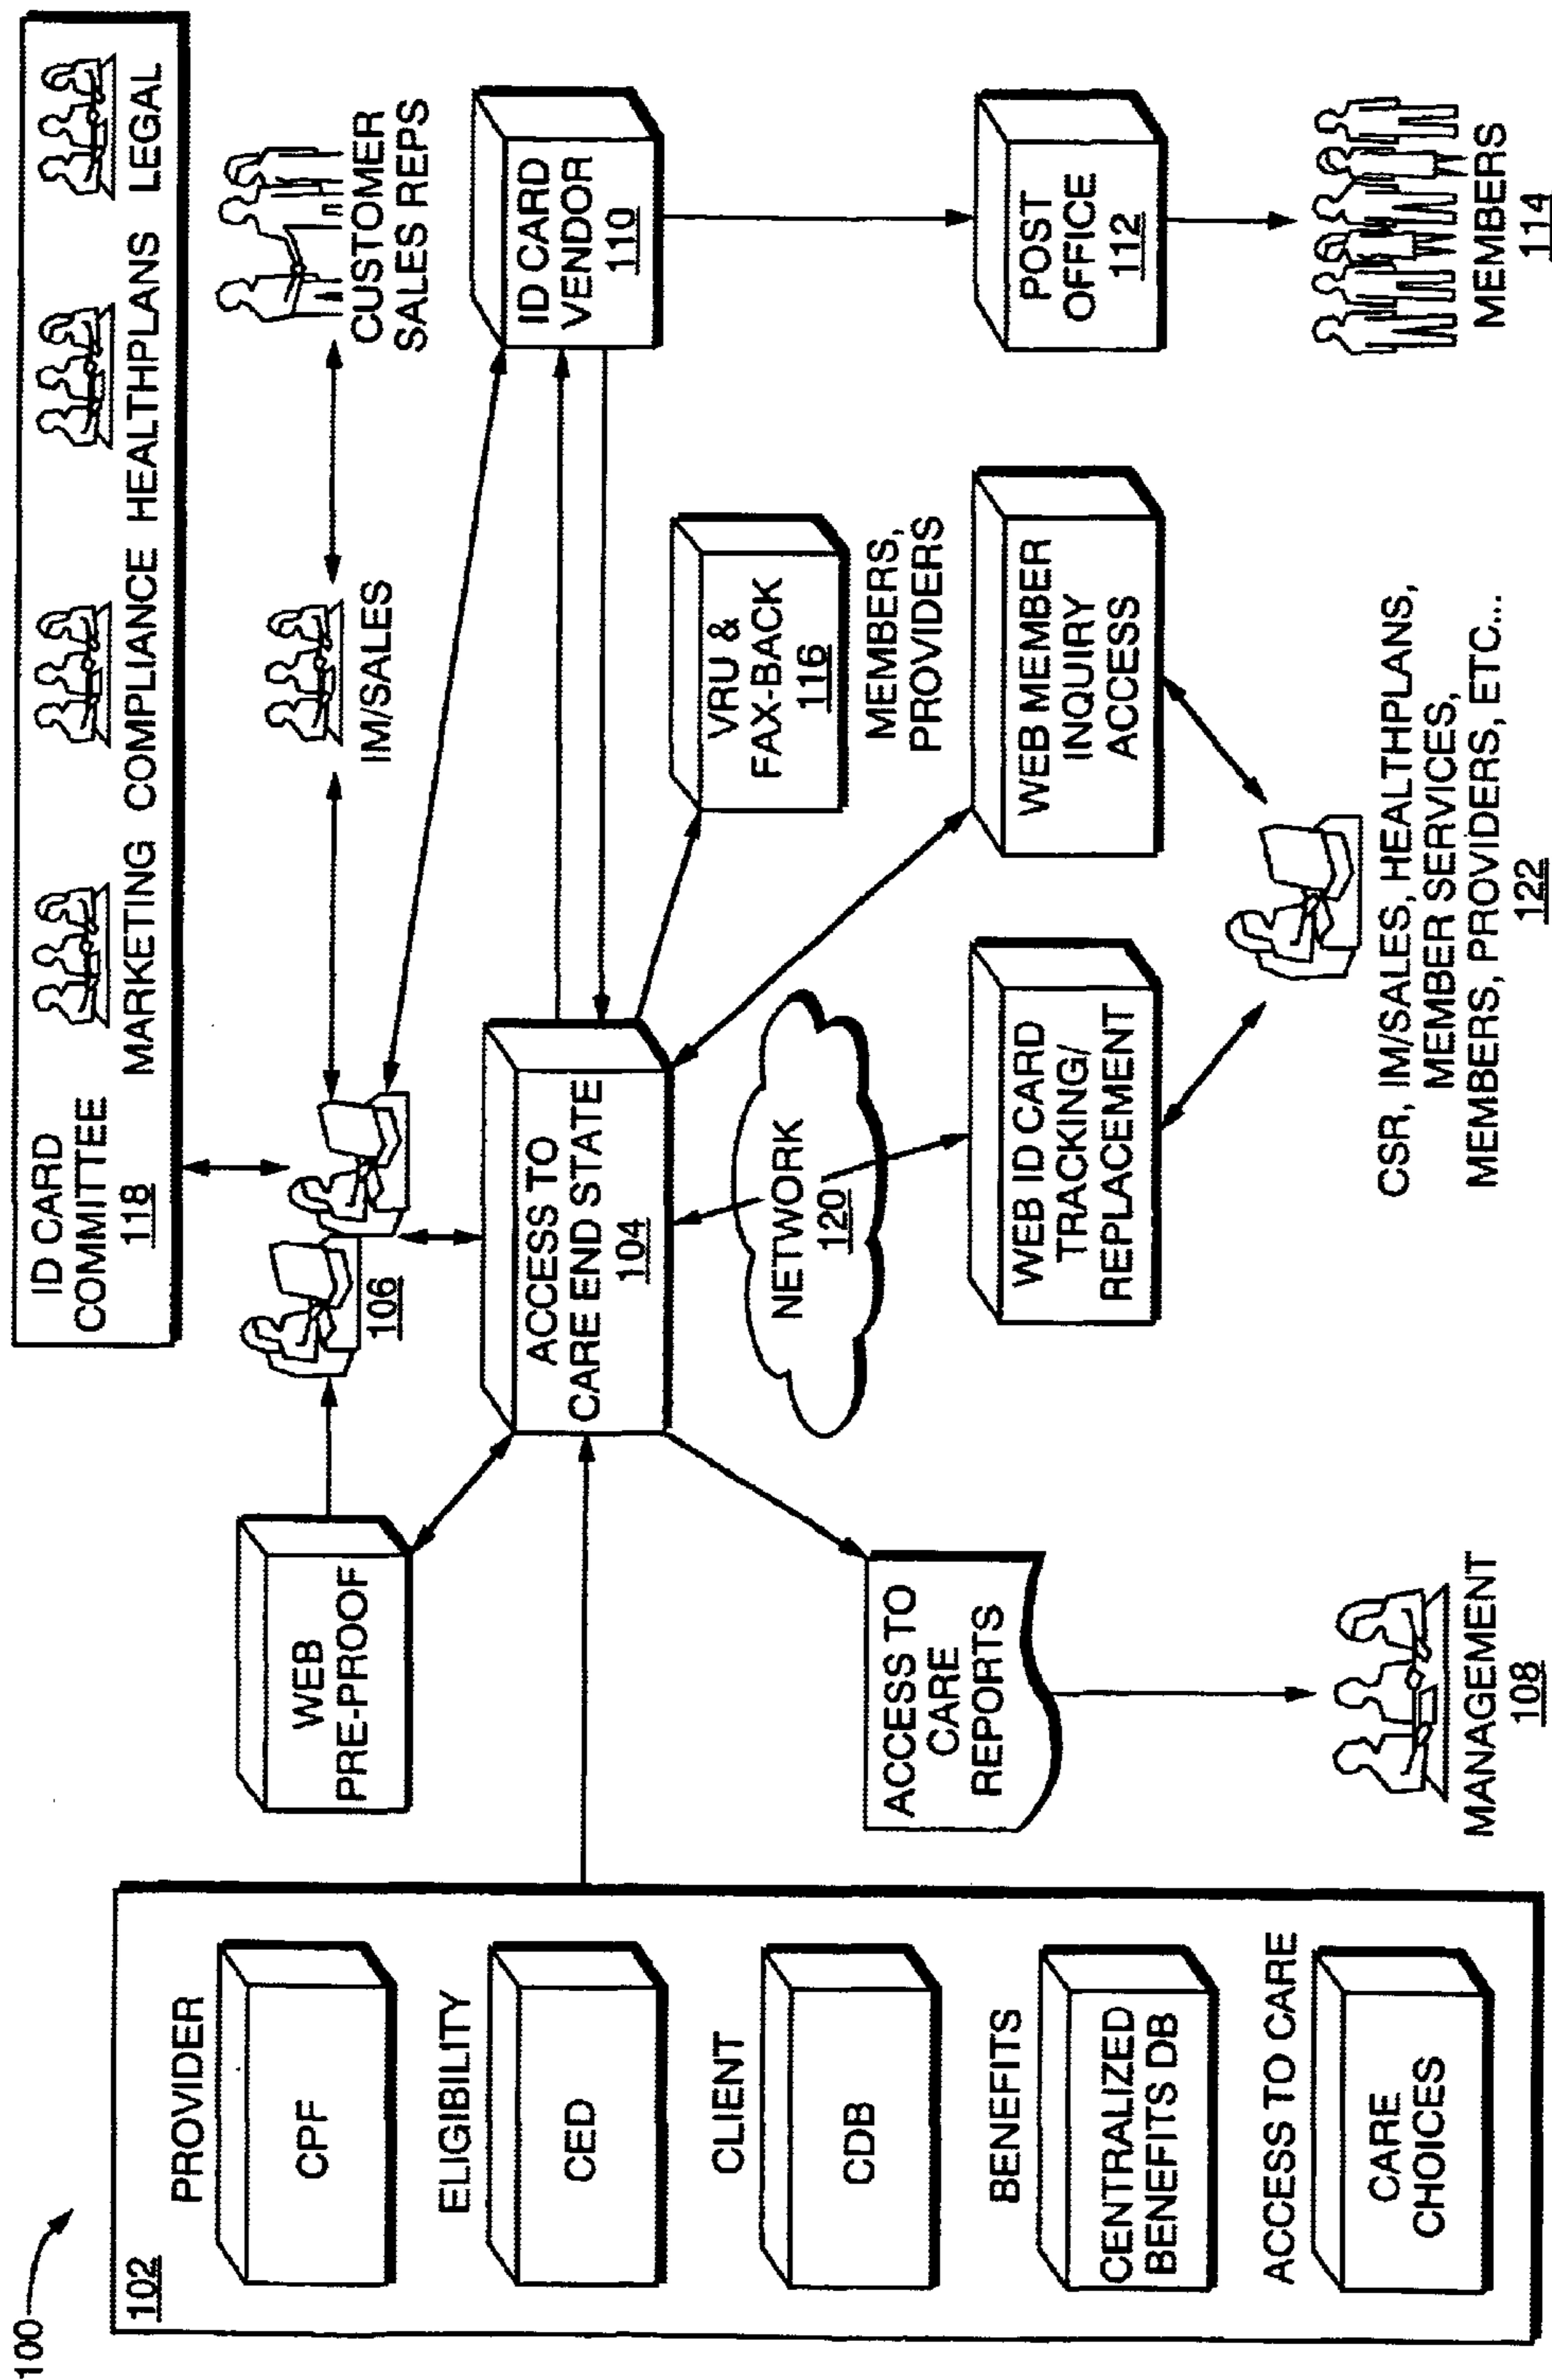 100
102
PROVIDER
CPF
ELIGIBILITY
CED
CLIENT
CDB
BENEFITS
CENTRALIZED
BENEFITS DB
ACCESS TO CARE
CARE
CHOICES
WEB
PRE-PROOF
ACCESS TO
CARE
REPORTS
MANAGEMENT
108
ID CARD
COMMITTEE
118
MARKETING COMPLIANCE HEALTHPLANS LEGAL
106
IM/SALES
CUSTOMER
SALES REPS
ACCESS TO
CARE END STATE
104
ID CARD
VENDOR
110
NETWORK
120
VRU &
FAX-BACK
116
MEMBERS,
PROVIDERS
WEB ID CARD
TRACKING/
REPLACEMENT
WEB MEMBER
INQUIRY
ACCESS
POST
OFFICE
112
CSR, IM/SALES, HEALTHPLANS,
MEMBER SERVICES,
MEMBERS, PROVIDERS, ETC...
122
MEMBERS
114